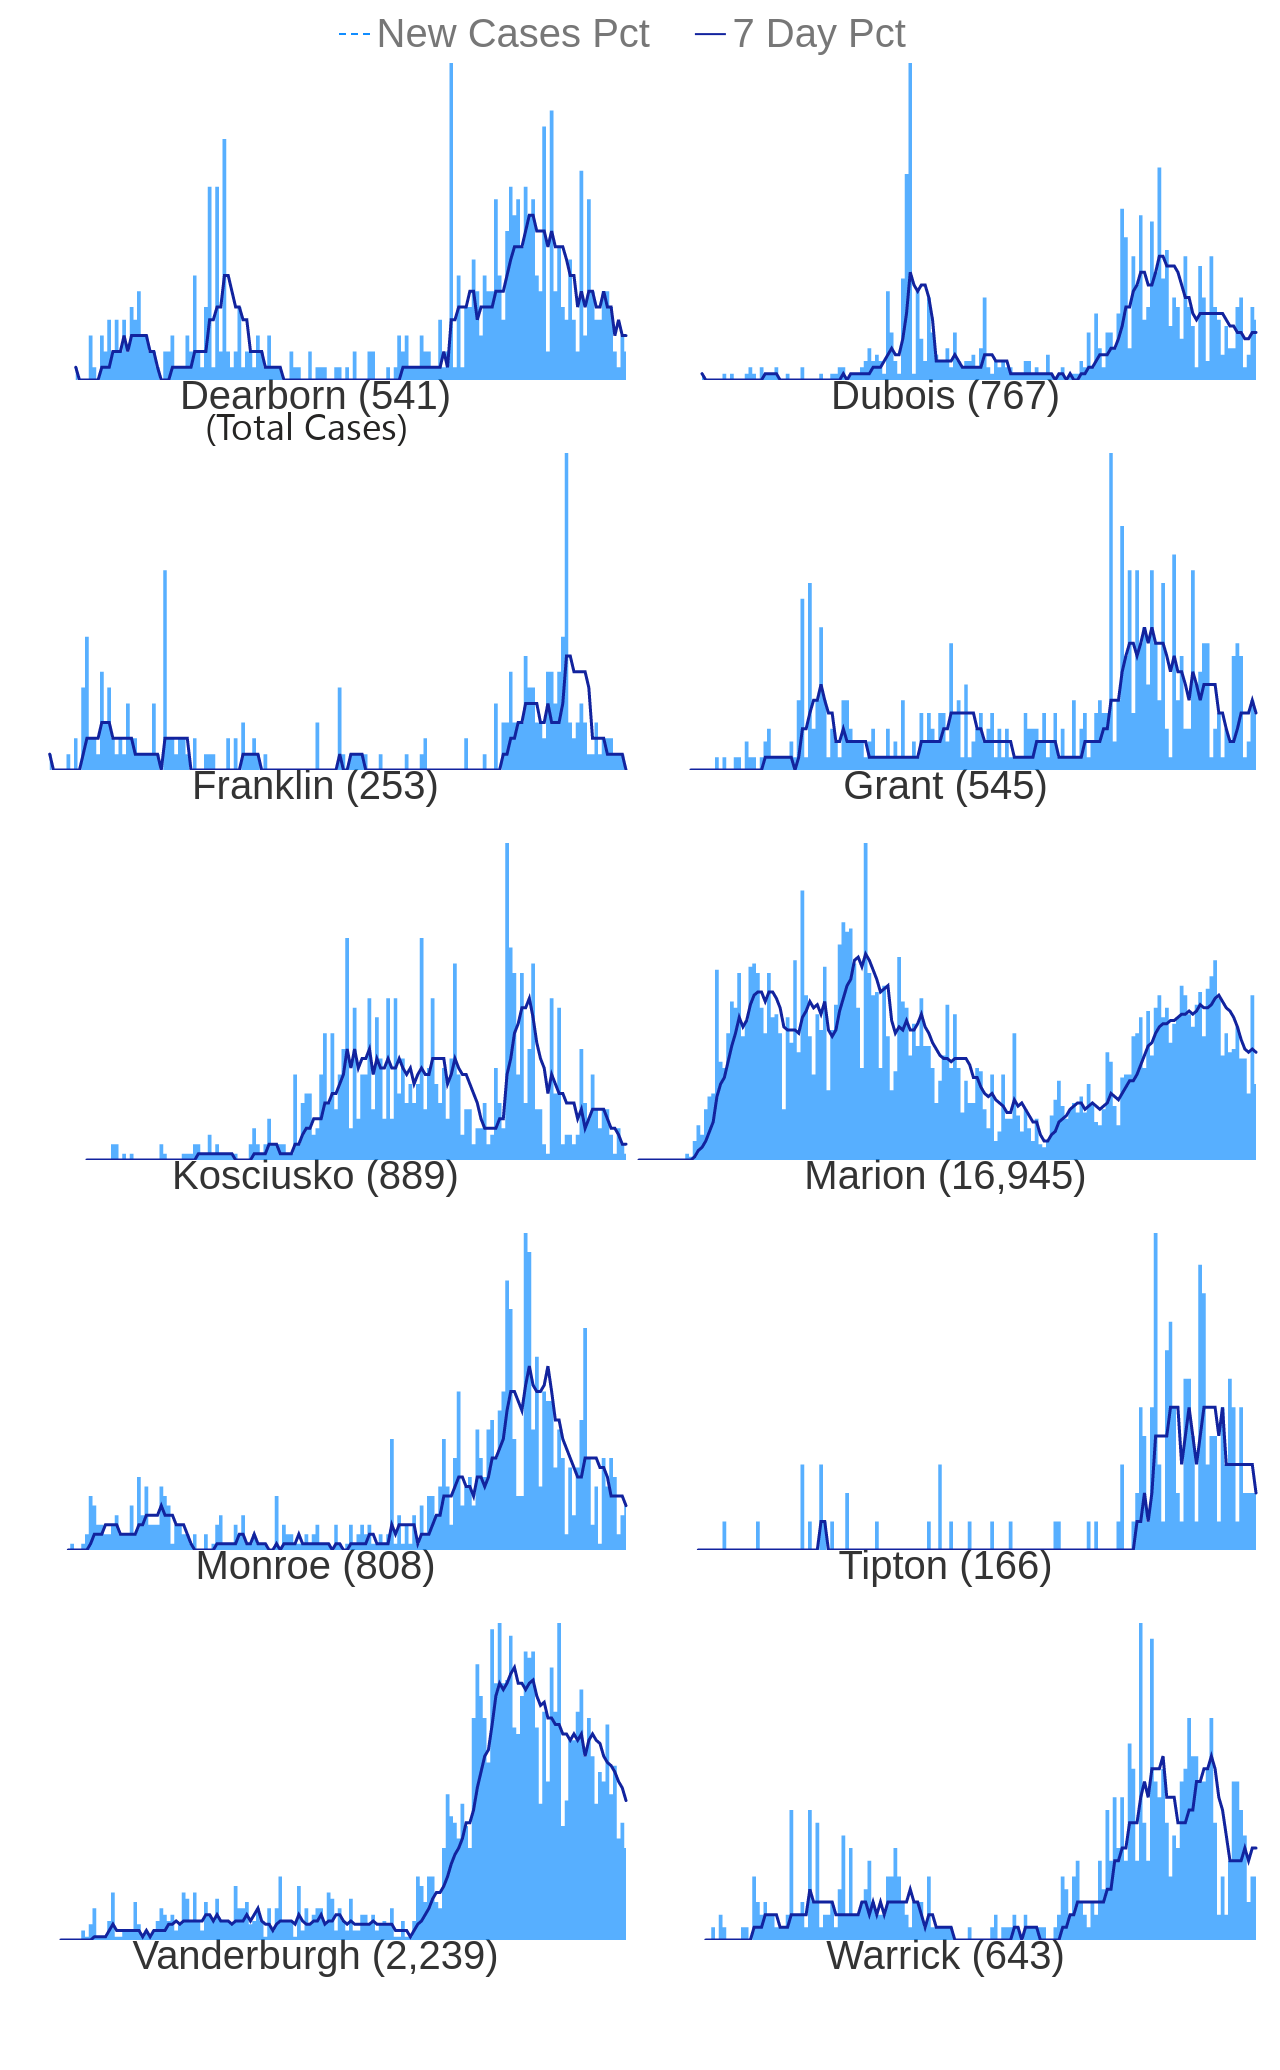 New Cases Pct 7 Day Pct
Dearborn (541) Dubois (767)
(Total Cases)
Franklin (253) Grant (545)
Kosciusko (889) Marion (16,945)
Monroe (808) Tipton (166)
Vanderburgh (2,239) Warrick (643)